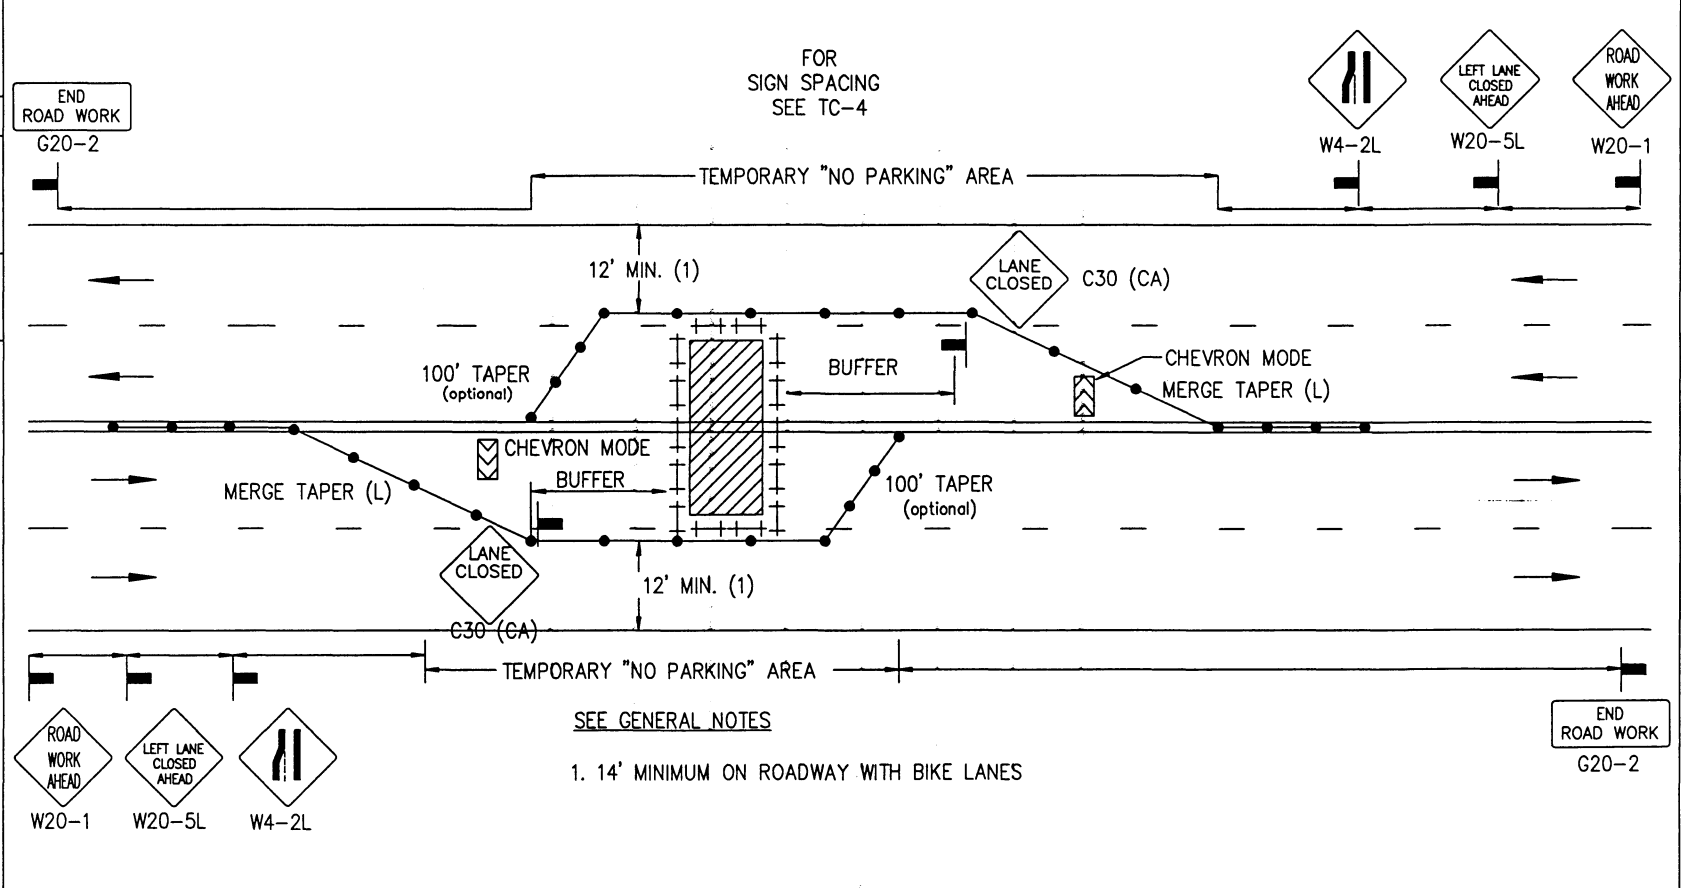 FOR
SIGN SPACING
SEE TC-4
END
ROAD WORK
G20-2
W4-2L
LEFT LANE
CLOSED
AHEAD
W20-5L
ROAD
WORK
AHEAD
W20-1
TEMPORARY "NO PARKING" AREA
12' MIN. (1)
LANE
CLOSED
C30 (CA)
100' TAPER
(optional)
BUFFER
CHEVRON MODE
MERGE TAPER (L)
CHEVRON MODE
BUFFER
MERGE TAPER (L)
100' TAPER
(optional)
LANE
CLOSED
C30 (CA)
12' MIN. (1)
TEMPORARY "NO PARKING" AREA
ROAD
WORK
AHEAD
W20-1
LEFT LANE
CLOSED
AHEAD
W20-5L
W4-2L
SEE GENERAL NOTES
1. 14' MINIMUM ON ROADWAY WITH BIKE LANES
END
ROAD WORK
G20-2